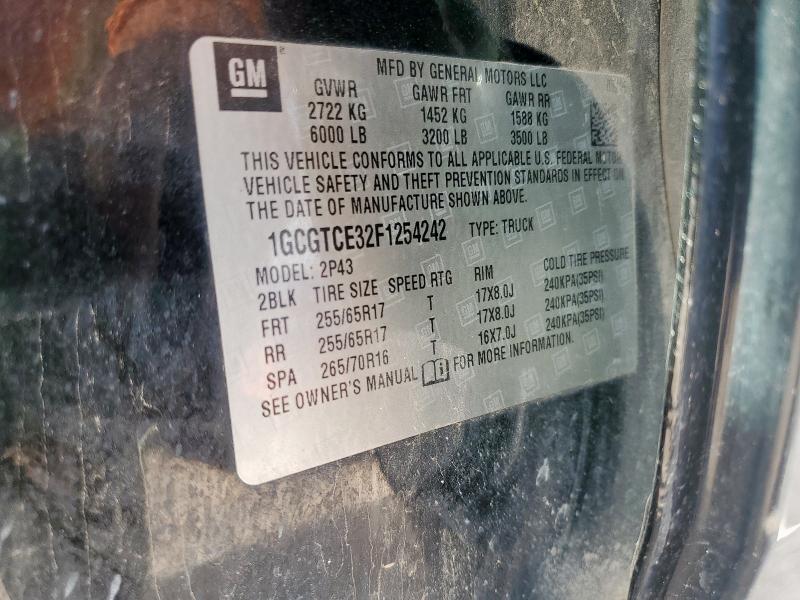 GM
MFD BY GENERAL MOTORS LLC
GVWR GAWR FRT GAWR RR
2722 KG 1452 KG 1588 KG
6000 LB 3200 LB 3500 LB
THIS VEHICLE CONFORMS TO ALL APPLICABLE U.S. FEDERAL MOTOR
VEHICLE SAFETY AND THEFT PREVENTION STANDARDS IN EFFECT ON
THE DATE OF MANUFACTURE SHOWN ABOVE.
1GCGTCE32F1254242 TYPE: TRUCK
MODEL: 2P43
2BLK TIRE SIZE SPEED RTG RIM COLD TIRE PRESSURE
FRT 255/65R17 T 17X8.0J 240KPA(35PSI)
RR 255/65R17 T 17X8.0J 240KPA(35PSI)
SPA 265/70R16 T 16X7.0J 240KPA(35PSI)
SEE OWNER'S MANUAL FOR MORE INFORMATION.